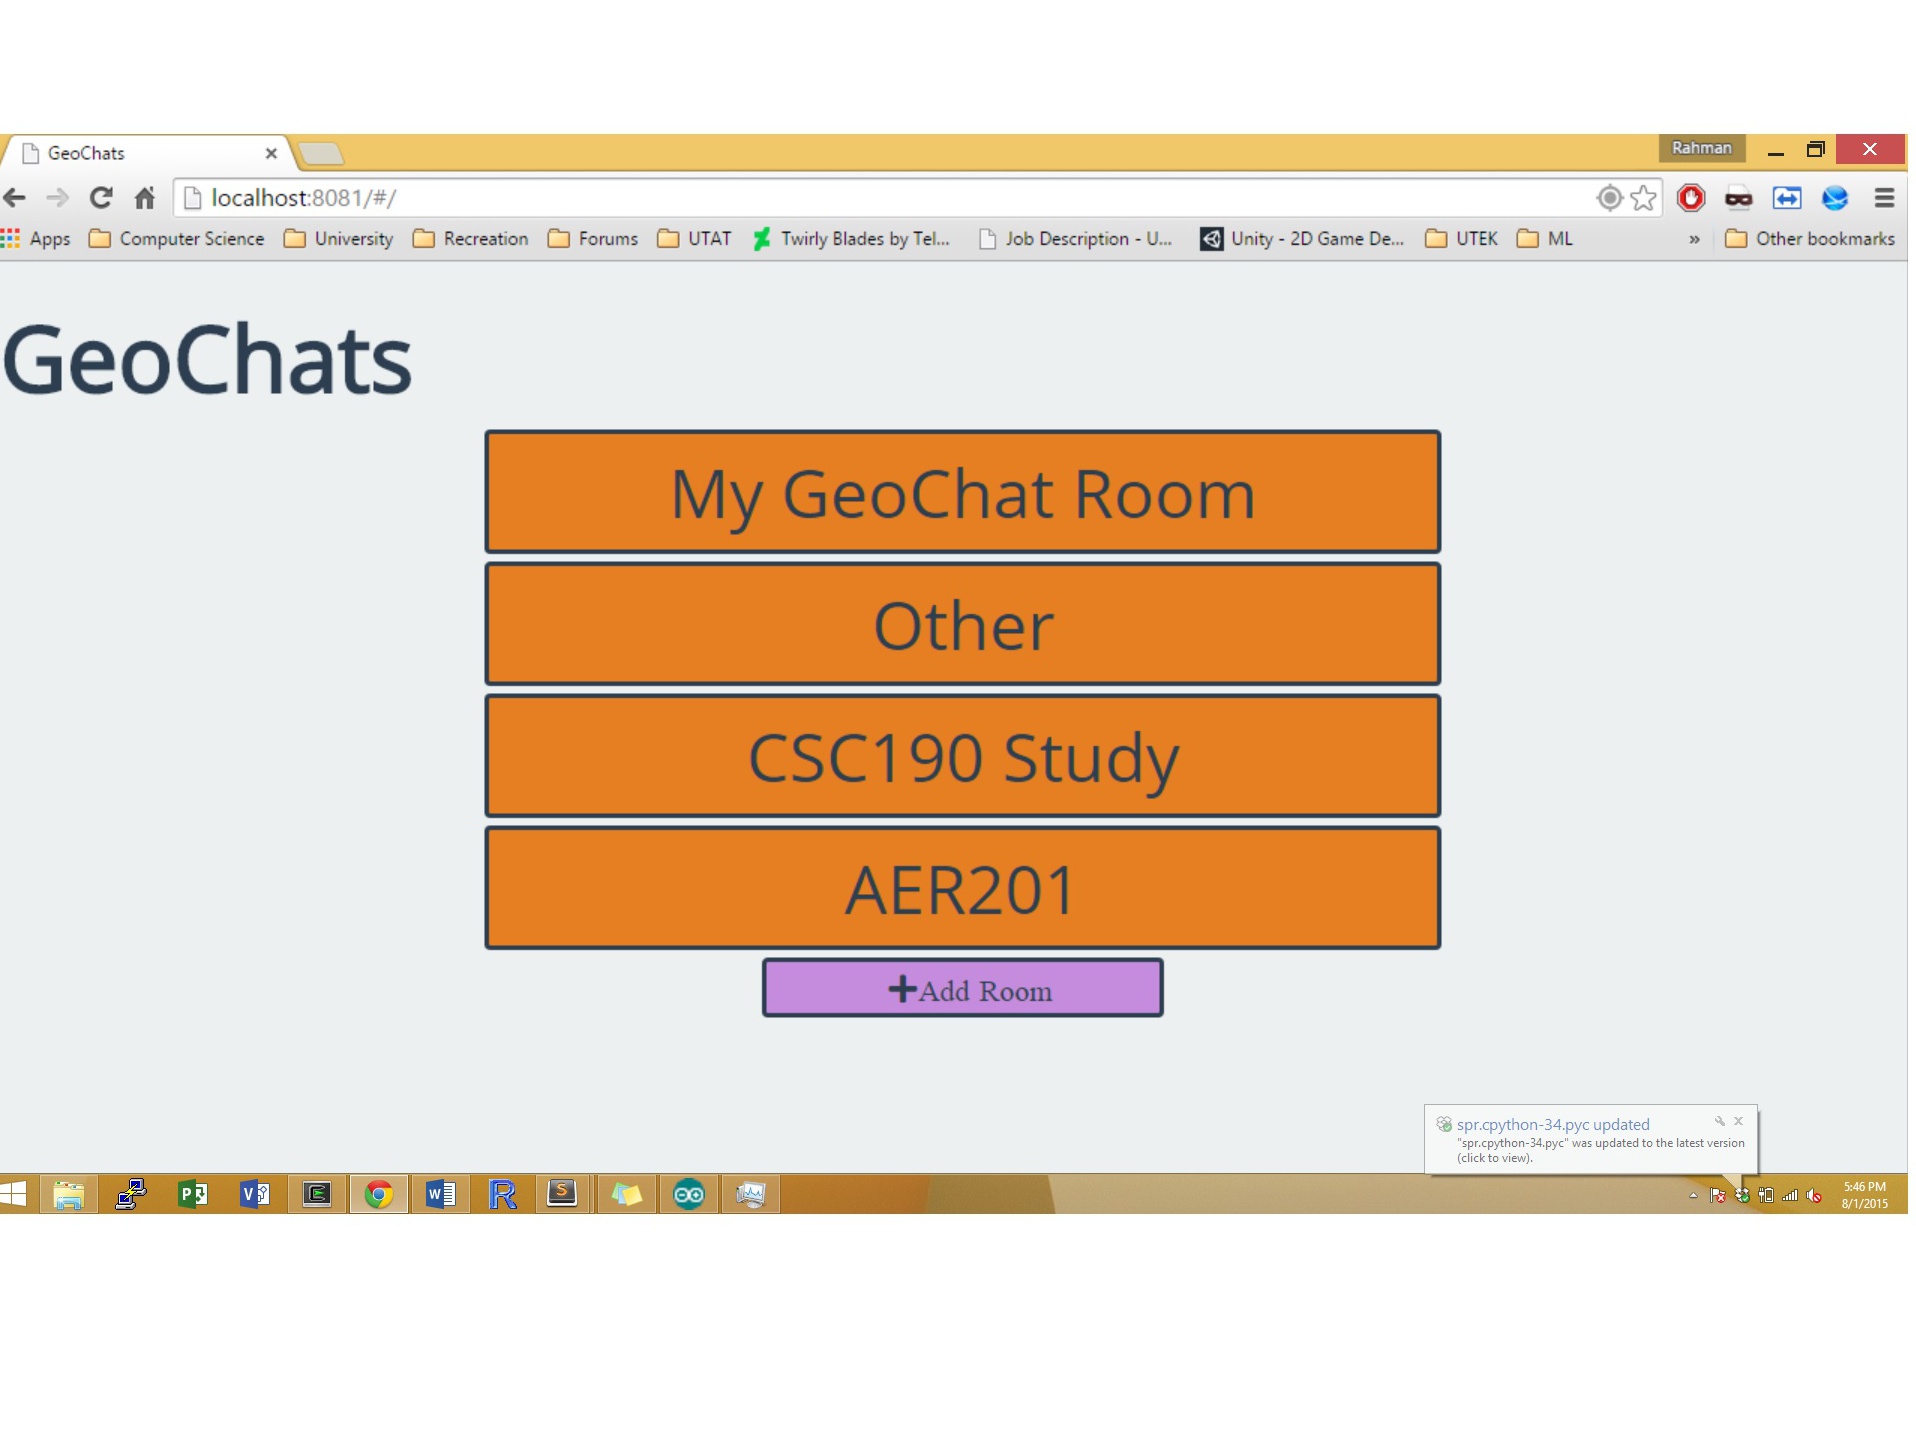 GeoChats
Rahman
localhost:8081/#/
Apps Computer Science University Recreation Forums UTAT Twirly Blades by Tel... Job Description - U... Unity - 2D Game De... UTEK ML » Other bookmarks
GeoChats
My GeoChat Room
Other
CSC190 Study
AER201
+Add Room
spr.cpython-34.pyc updated
"spr.cpython-34.pyc" was updated to the latest version
(click to view).
5:46 PM
8/1/2015